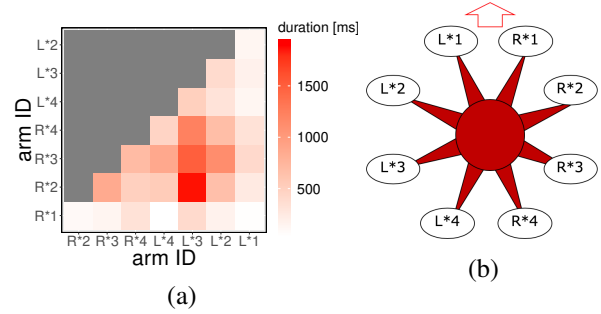 duration [ms]
1500
1000
500
arm ID
L*2
L*3
L*4
R*4
R*3
R*2
R*1
R*2 R*3 R*4 L*4 L*3 L*2 L*1
arm ID
(a)
L*1 R*1
L*2 R*2
L*3 R*3
L*4 R*4
(b)